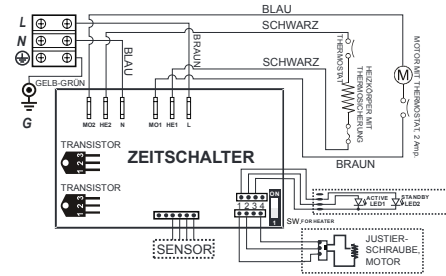 BLAU
SCHWARZ
THERMOSTAT
SCHWARZ
HEIZKÖRPER MIT
THERMOSICHERUNG
MOTOR MIT THERMOSTAT, 2 Amp.
M
BRAUN
L
N
GELB-GRÜN
G
BLAU
BRAUN
MO2 HE2 N MO1 HE1 L
TRANSISTOR
1 2 3
ZEITSCHALTER
TRANSISTOR
1 2 3
SENSOR
1 2 3 4
ON
1
SW. FOR HEATER
ACTIVE
LED1
STANDBY
LED2
JUSTIER-
SCHRAUBE,
MOTOR